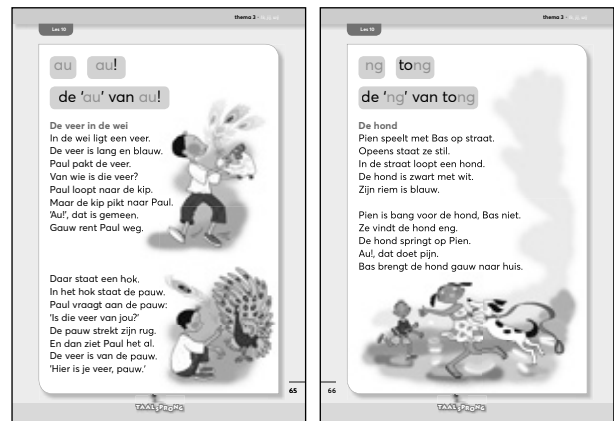 thema 3
Les 10
au au!
de 'au' van au!
De veer in de wei
In de wei ligt een veer.
De veer is lang en blauw.
Paul pakt de veer.
Van wie is die veer?
Paul loopt naar de kip.
Maar de kip pikt naar Paul.
'Au!', dat is gemeen.
Gauw rent Paul weg.
Daar staat een hok.
In het hok staat de pauw.
Paul vraagt aan de pauw:
'Is die veer van jou?'
De pauw strekt zijn rug.
En dan ziet Paul het al.
De veer is van de pauw.
'Hier is je veer, pauw.'
65
TAALSPRONG
thema 3
Les 10
ng tong
de 'ng' van tong
De hond
Pien speelt met Bas op straat.
Opeens staat ze stil.
In de straat loopt een hond.
De hond is zwart met wit.
Zijn riem is blauw.
Pien is bang voor de hond, Bas niet.
Ze vindt de hond eng.
De hond springt op Pien.
Au!, dat doet pijn.
Bas brengt de hond gauw naar huis.
66
TAALSPRONG